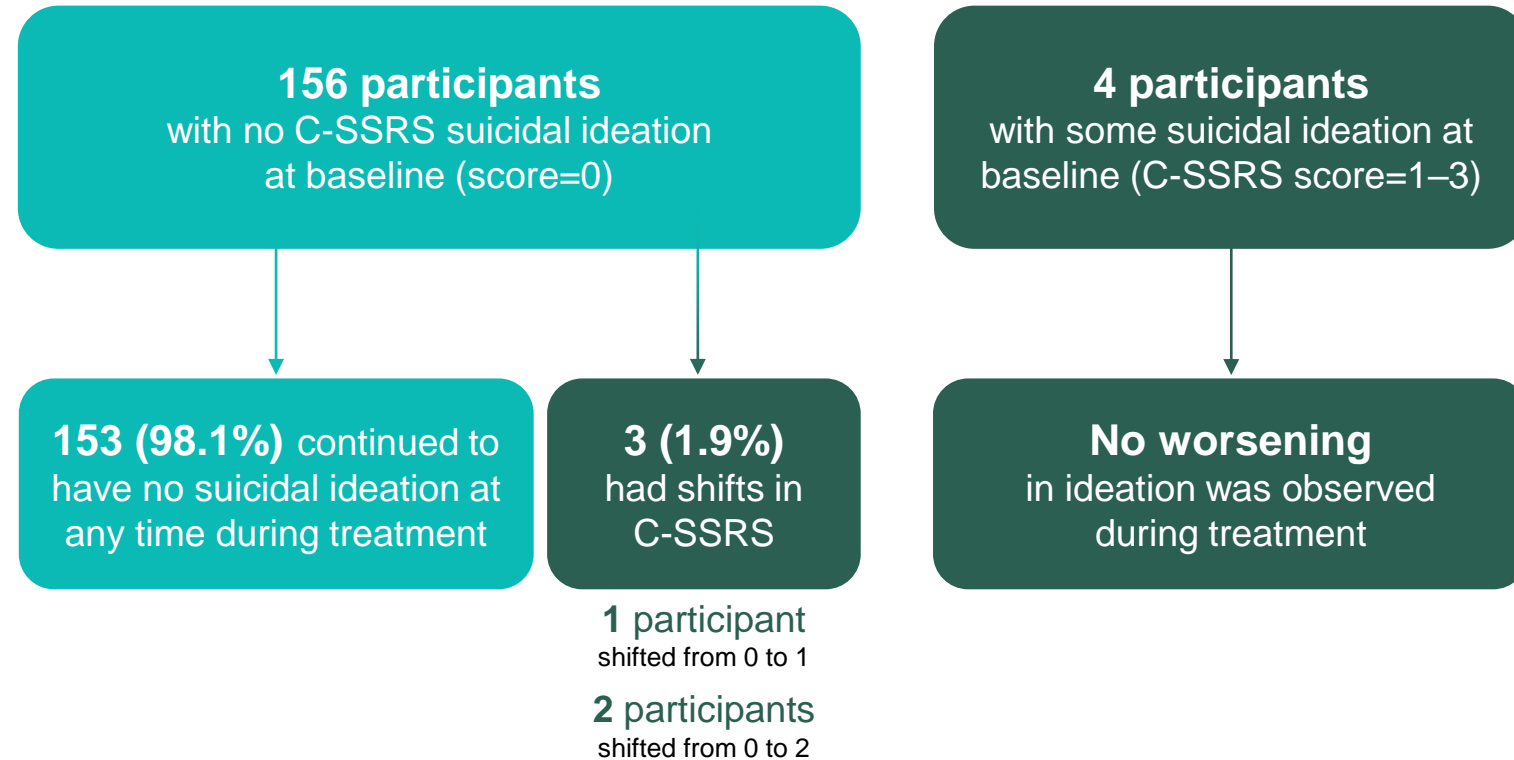 156 participants
with no C-SSRS suicidal ideation
at baseline (score=0)
4 participants
with some suicidal ideation at
baseline (C-SSRS score=1–3)
153 (98.1%) continued to
have no suicidal ideation at
any time during treatment
3 (1.9%)
had shifts in
C-SSRS
No worsening
in ideation was observed
during treatment
1 participant
shifted from 0 to 1
2 participants
shifted from 0 to 2